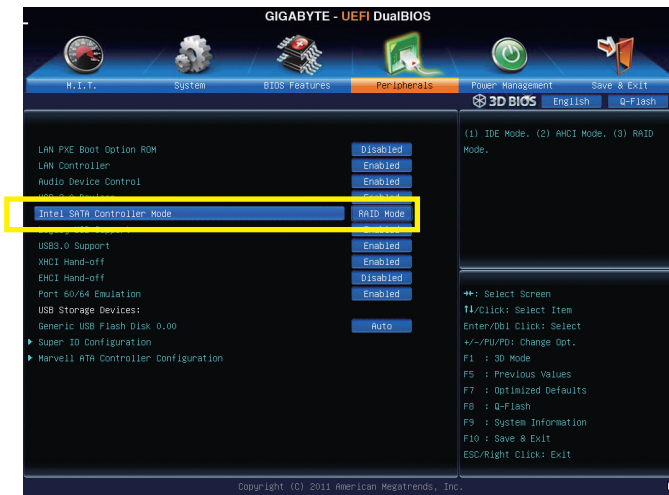 GIGABYTE - UEFI DualBIOS
M.I.T. System BIOS Features Peripherals Power Management Save & Exit
3D BIOS English Q-Flash
(1) IDE Mode. (2) AHCI Mode. (3) RAID
Mode.
LAN PXE Boot Option ROM Disabled
LAN Controller Enabled
Audio Device Control Enabled
Intel SATA Controller Mode RAID Mode
USB3.0 Support Enabled
XHCI Hand-off Enabled
EHCI Hand-off Disabled
Port 60/64 Emulation Enabled
USB Storage Devices:
Generic USB Flash Disk 0.00 Auto
Super IO Configuration
Marvell ATA Controller Configuration
↔: Select Screen
↑↓/Click: Select Item
Enter/Dbl Click: Select
+/-/PU/PD: Change Opt.
F1 : 3D Mode
F5 : Previous Values
F7 : Optimized Defaults
F8 : Q-Flash
F9 : System Information
F10 : Save & Exit
ESC/Right Click: Exit
Copyright (C) 2011 American Megatrends, Inc.